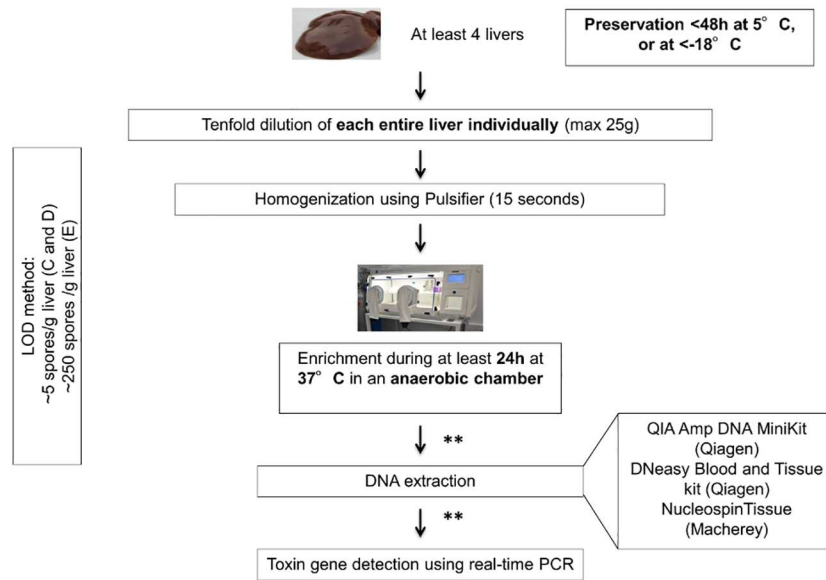 At least 4 livers
Preservation <48h at 5° C,
or at <-18° C
Tenfold dilution of each entire liver individually (max 25g)
Homogenization using Pulsifier (15 seconds)
LOD method:
~5 spores/g liver (C and D)
~250 spores /g liver (E)
Enrichment during at least 24h at
37° C in an anaerobic chamber
**
DNA extraction
QIA Amp DNA MiniKit
(Qiagen)
DNeasy Blood and Tissue
kit (Qiagen)
NucleospinTissue
(Macherey)
**
Toxin gene detection using real-time PCR